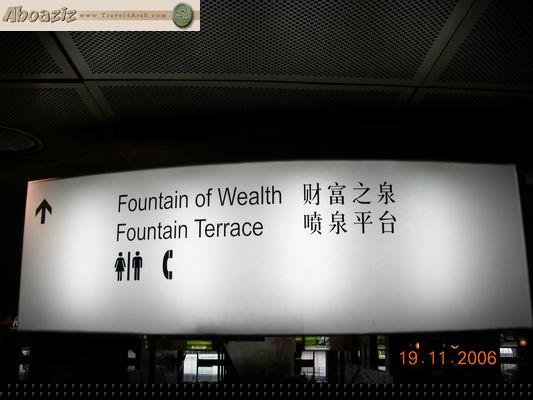 Aboaziz www.Travel4Arab.com
Fountain of Wealth 财富之泉
Fountain Terrace 喷泉平台
19.11.2006